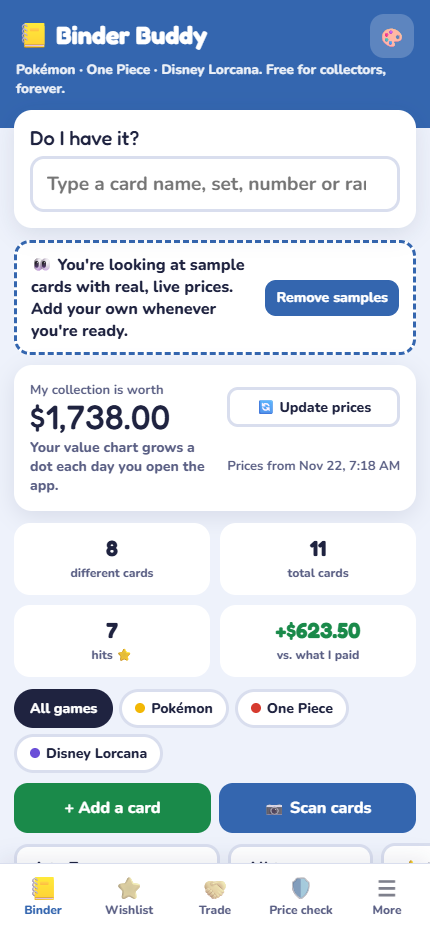 Binder Buddy
Pokémon · One Piece · Disney Lorcana. Free for collectors,
forever.
Do I have it?
Type a card name, set, number or
You're looking at sample
cards with real, live prices.
Add your own whenever
you're ready.
Remove samples
My collection is worth
$1,738.00
Your value chart grows a
dot each day you open the
app.
Update prices
Prices from Nov 22, 7:18 AM
8
different cards
11
total cards
7
hits
+$623.50
vs. what I paid
All games
Pokémon
One Piece
Disney Lorcana
+ Add a card
Scan cards
Binder
Wishlist
Trade
Price check
More